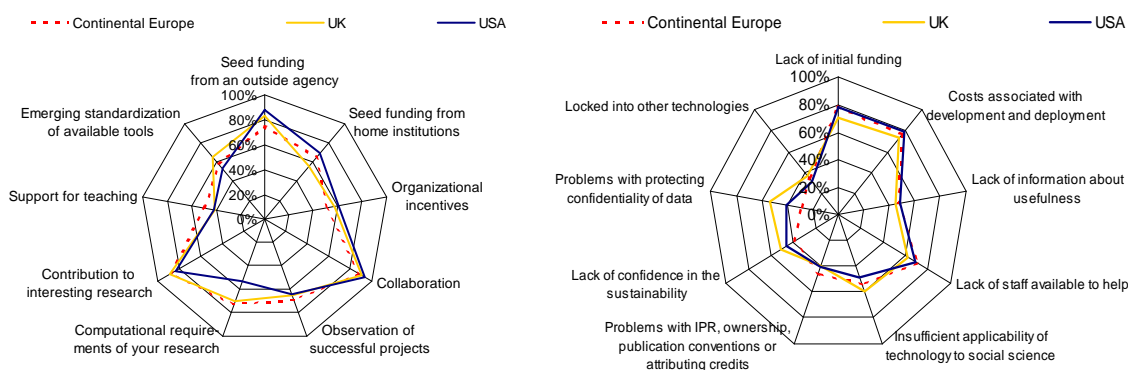 Continental Europe
UK
USA
Seed funding
from an outside agency
100%
80%
60%
40%
20%
0%
Seed funding from
home institutions
Organizational
incentives
Collaboration
Observation of
successful projects
Computational require-
ments of your research
Contribution to
interesting research
Support for teaching
Emerging standardization
of available tools
Continental Europe
UK
USA
Lack of initial funding
100%
80%
60%
40%
20%
0%
Costs associated with
development and deployment
Lack of information about
usefulness
Lack of staff available to help
Insufficient applicability of
technology to social science
Problems with IPR, ownership,
publication conventions or
attributing credits
Lack of confidence in the
sustainability
Problems with protecting
confidentiality of data
Locked into other technologies